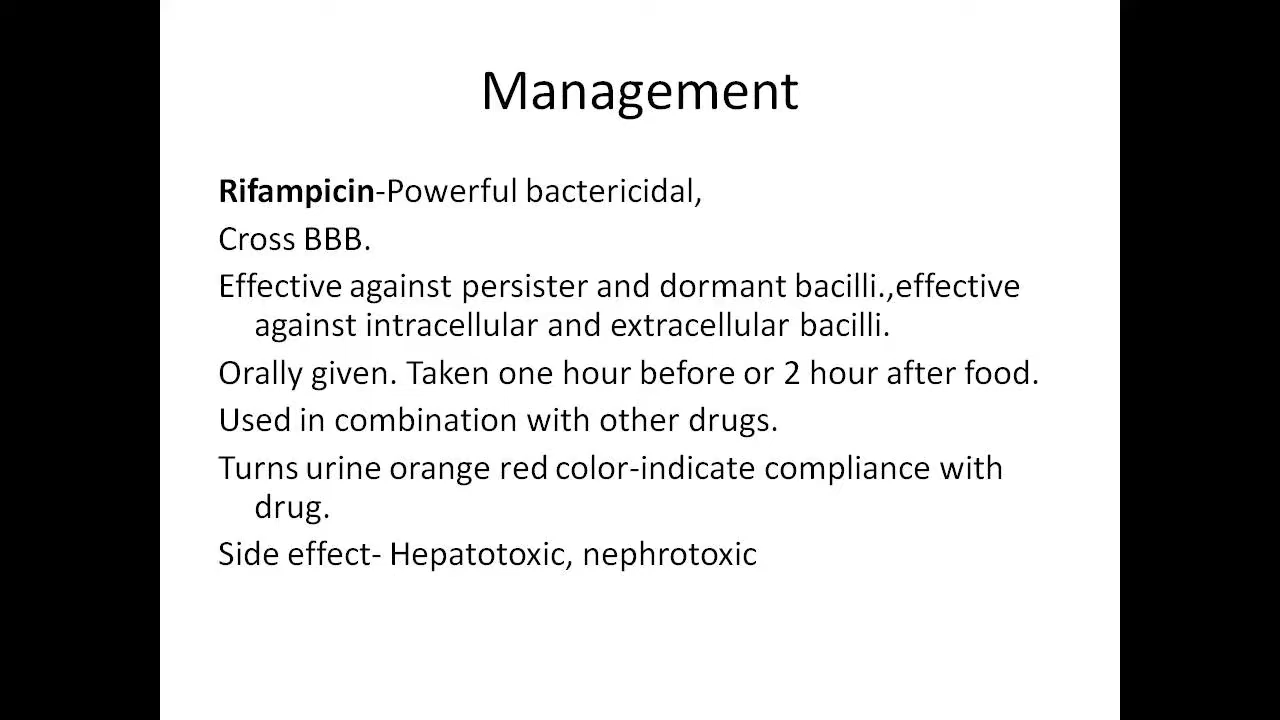 Management
Rifampicin-Powerful bactericidal,
Cross BBB.
Effective against persister and dormant bacilli.,effective
against intracellular and extracellular bacilli.
Orally given. Taken one hour before or 2 hour after food.
Used in combination with other drugs.
Turns urine orange red color-indicate compliance with
drug.
Side effect- Hepatotoxic, nephrotoxic